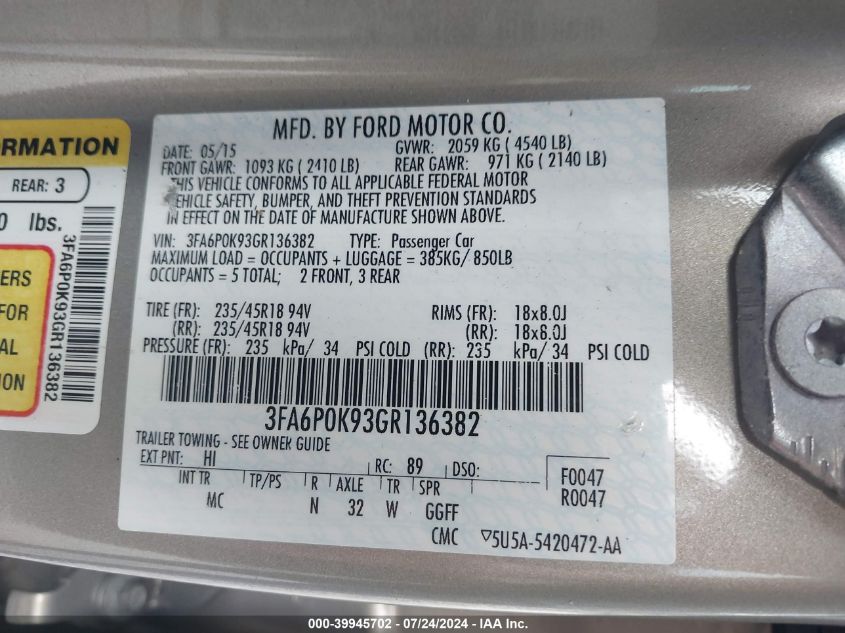 ORMATION
REAR: 3
0 lbs.
ERS
FOR
AL
ION
3FA6P0K93GR136382
MFD. BY FORD MOTOR CO.
DATE: 05/15 GVWR: 2059 KG ( 4540 LB)
FRONT GAWR: 1093 KG ( 2410 LB) REAR GAWR: 971 KG ( 2140 LB)
THIS VEHICLE CONFORMS TO ALL APPLICABLE FEDERAL MOTOR
VEHICLE SAFETY, BUMPER, AND THEFT PREVENTION STANDARDS
IN EFFECT ON THE DATE OF MANUFACTURE SHOWN ABOVE.
VIN: 3FA6P0K93GR136382 TYPE: Passenger Car
MAXIMUM LOAD = OCCUPANTS + LUGGAGE = 385KG/ 850LB
OCCUPANTS = 5 TOTAL; 2 FRONT, 3 REAR
TIRE (FR): 235/45R18 94V RIMS (FR): 18x8.0J
(RR): 235/45R18 94V (RR): 18x8.0J
PRESSURE (FR): 235 kPa/ 34 PSI COLD (RR): 235 kPa/ 34 PSI COLD
3FA6P0K93GR136382
TRAILER TOWING - SEE OWNER GUIDE
EXT PNT: HI RC: 89 DSO: F0047
INT TR TP/PS R AXLE TR SPR R0047
MC N 32 W GGFF
CMC ▽5U5A-5420472-AA
000-39945702 - 07/24/2024 - IAA Inc.